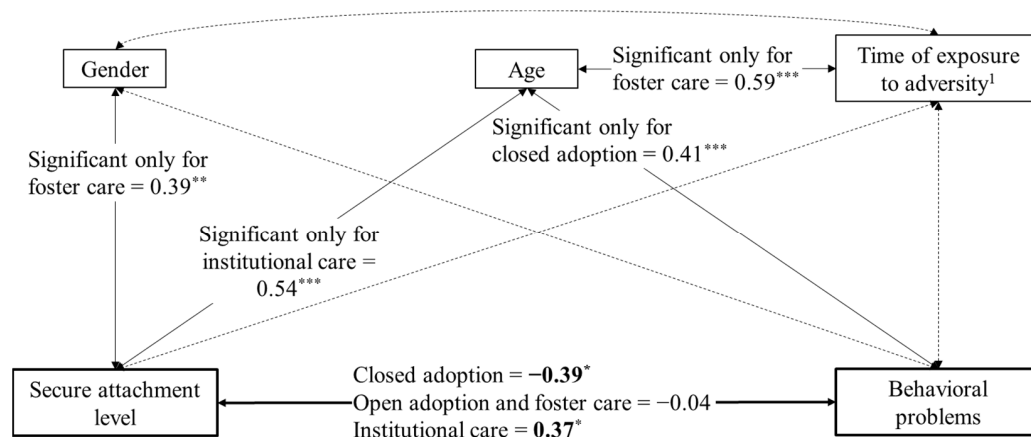 Gender
Age
Significant only for
foster care = 0.59***
Time of exposure
to adversity¹
Significant only for
foster care = 0.39**
Significant only for
closed adoption = 0.41***
Significant only for
institutional care =
0.54***
Secure attachment
level
Closed adoption = −0.39*
Open adoption and foster care = −0.04
Institutional care = 0.37*
Behavioral
problems